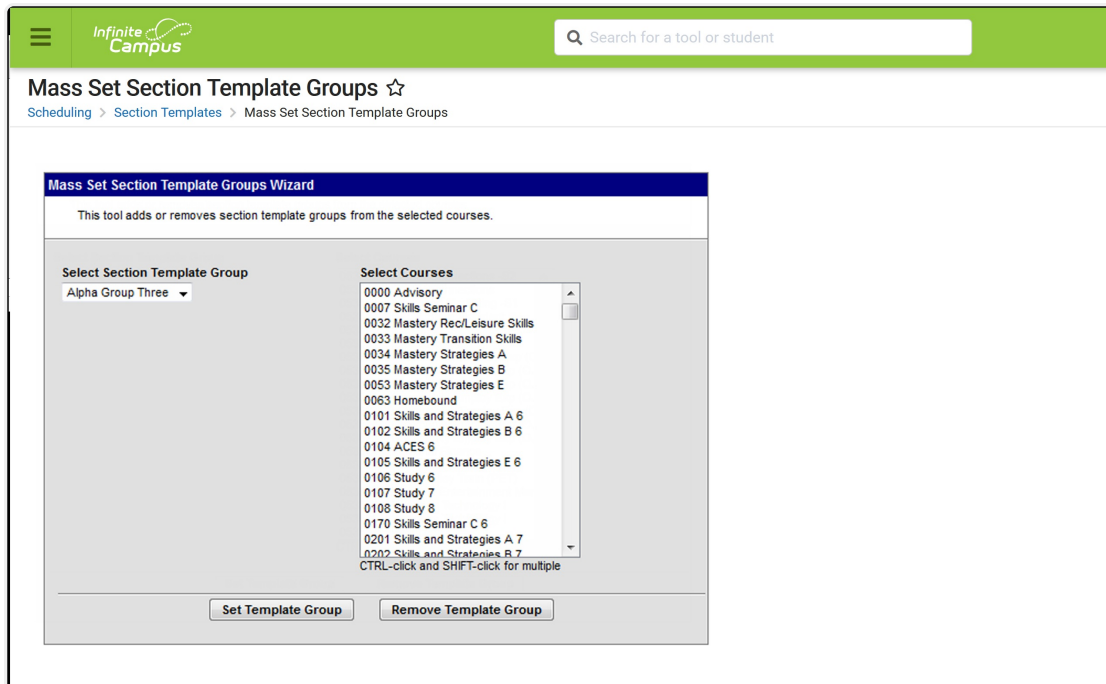 Infinite
Campus
Search for a tool or student
Mass Set Section Template Groups
Scheduling > Section Templates > Mass Set Section Template Groups
Mass Set Section Template Groups Wizard
This tool adds or removes section template groups from the selected courses.
Select Section Template Group
Alpha Group Three
Select Courses
0000 Advisory
0007 Skills Seminar C
0032 Mastery Rec/Leisure Skills
0033 Mastery Transition Skills
0034 Mastery Strategies A
0035 Mastery Strategies B
0053 Mastery Strategies E
0063 Homebound
0101 Skills and Strategies A 6
0102 Skills and Strategies B 6
0104 ACES 6
0105 Skills and Strategies E 6
0106 Study 6
0107 Study 7
0108 Study 8
0170 Skills Seminar C 6
0201 Skills and Strategies A 7
0202 Skills and Strategies B 7
CTRL-click and SHIFT-click for multiple
Set Template Group
Remove Template Group